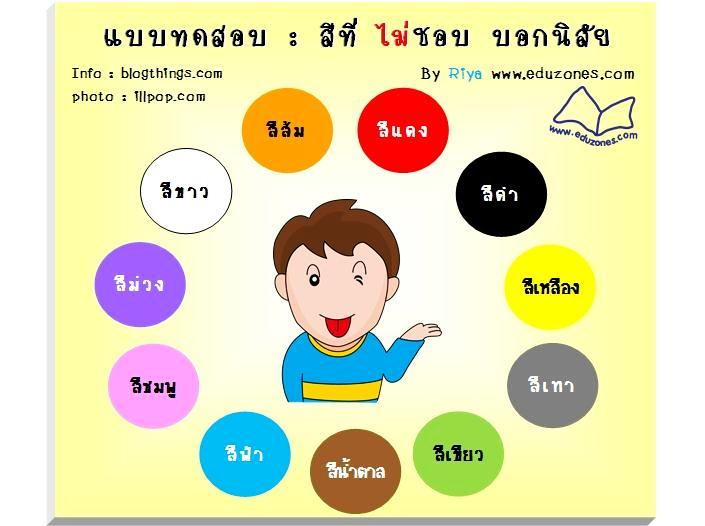 แบบทดสอบ : สีที่ ไม่ชอบ บอกนิสัย
Info : blogthings.com
By Riya www.eduzones.com
photo : illpop.com
www.eduzones.com
สีส้ม
สีแดง
สีขาว
สีดำ
สีม่วง
สีเหลือง
สีชมพู
สีเทา
สีฟ้า
สีน้ำตาล
สีเขียว